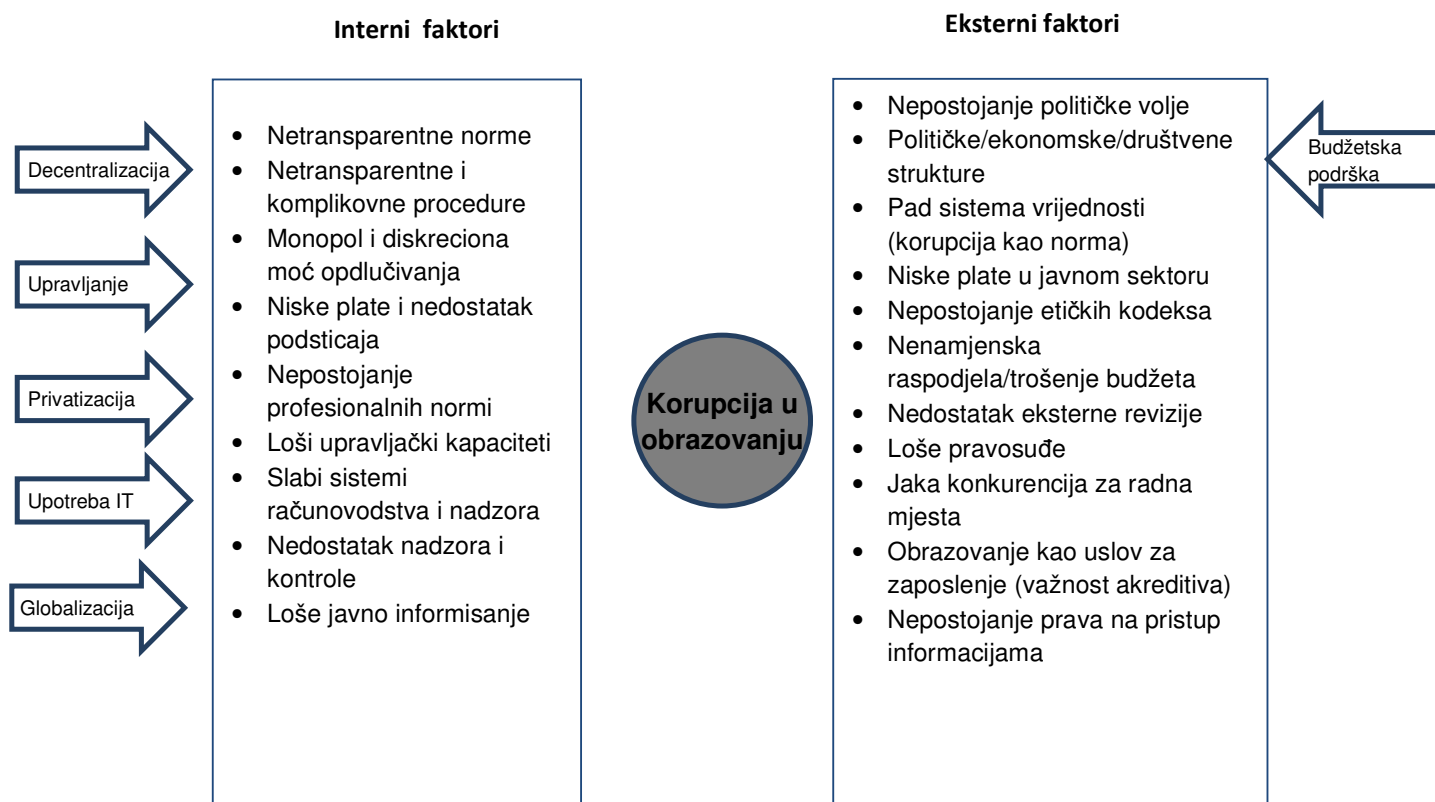 Interni faktori
Eksterni faktori
Decentralizacija
Upravljanje
Privatizacija
Upotreba IT
Globalizacija
• Netransparentne norme
• Netransparentne i
komplikovne procedure
• Monopol i diskreciona
moć opdlučivanja
• Niske plate i nedostatak
podsticaja
• Nepostojanje
profesionalnih normi
• Loši upravljački kapaciteti
• Slabi sistemi
računovodstva i nadzora
• Nedostatak nadzora i
kontrole
• Loše javno informisanje
Korupcija u
obrazovanju
• Nepostojanje političke volje
• Političke/ekonomske/društvene
strukture
• Pad sistema vrijednosti
(korupcija kao norma)
• Niske plate u javnom sektoru
• Nepostojanje etičkih kodeksa
• Nenamjenska
raspodjela/trošenje budžeta
• Nedostatak eksterne revizije
• Loše pravosuđe
• Jaka konkurencija za radna
mjesta
• Obrazovanje kao uslov za
zaposlenje (važnost akreditiva)
• Nepostojanje prava na pristup
informacijama
Budžetska
podrška